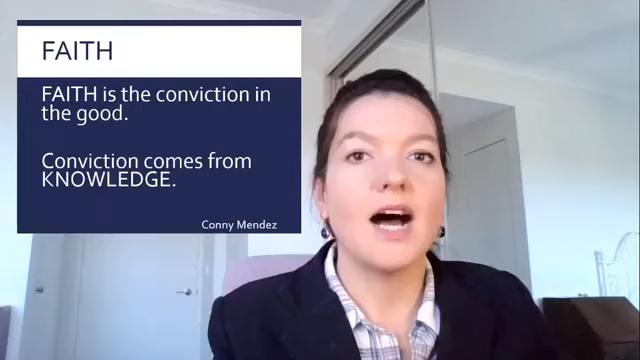 FAITH
FAITH is the conviction in
the good.
Conviction comes from
KNOWLEDGE.
Conny Mendez